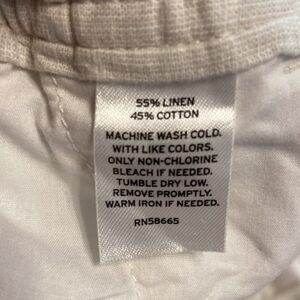 55% LINEN
45% COTTON
MACHINE WASH COLD.
WITH LIKE COLORS.
ONLY NON-CHLORINE
BLEACH IF NEEDED.
TUMBLE DRY LOW.
REMOVE PROMPTLY.
WARM IRON IF NEEDED.
RN58665